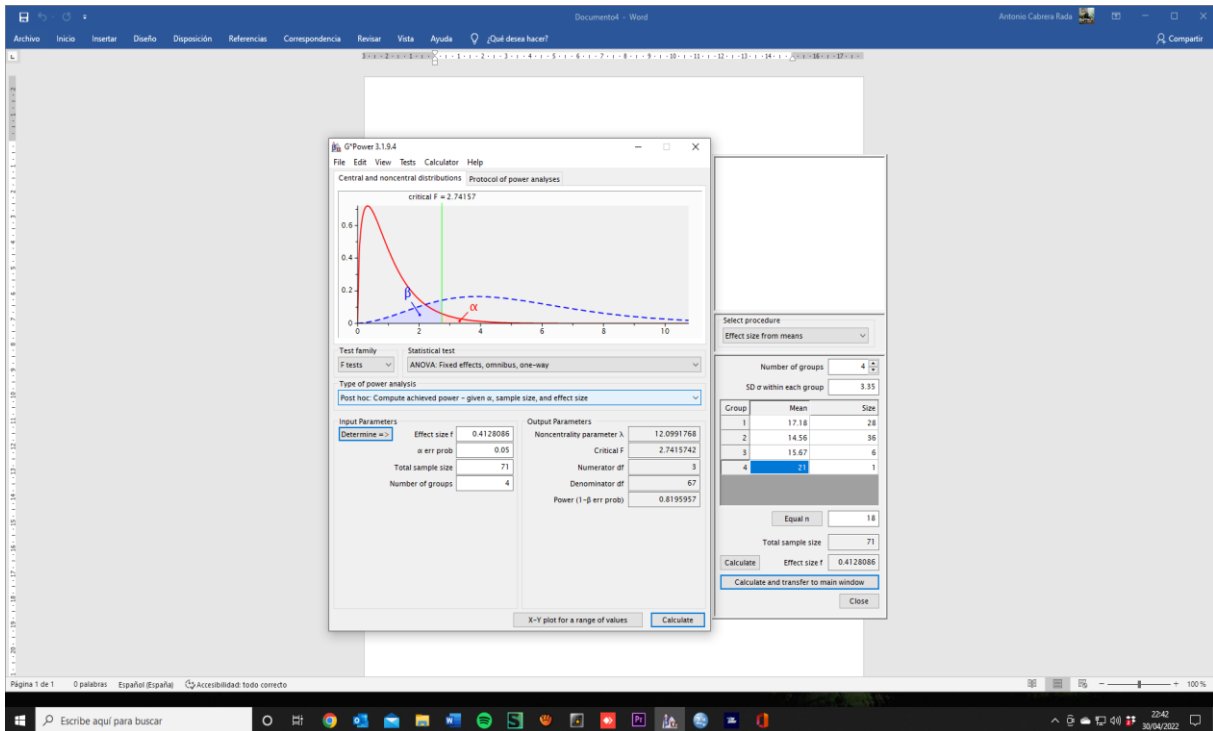 Documento4 - Word
Antonio Cabrera Rada
Archivo Inicio Insertar Diseño Disposición Referencias Correspondencia Revisar Vista Ayuda ¿Qué desea hacer?
Compartir
G*Power 3.1.9.4
File Edit View Tests Calculator Help
Central and noncentral distributions Protocol of power analyses
critical F = 2.74157
0.6
0.4
0.2
0
β
α
0 2 4 6 8 10
Test family Statistical test
F tests ANOVA: Fixed effects, omnibus, one-way
Type of power analysis
Post hoc: Compute achieved power - given α, sample size, and effect size
Input Parameters Output Parameters
Determine => Effect size f 0.4128086 Noncentrality parameter λ 12.0991768
α err prob 0.05 Critical F 2.7415742
Total sample size 71 Numerator df 3
Number of groups 4 Denominator df 67
Power (1-β err prob) 0.8195957
X-Y plot for a range of values Calculate
Select procedure
Effect size from means
Number of groups 4
SD σ within each group 3.35
Group Mean Size
1 17.18 28
2 14.56 36
3 15.67 6
4 21 1
Equal n 18
Total sample size 71
Calculate Effect size f 0.4128086
Calculate and transfer to main window
Close
Página 1 de 1 0 palabras Español (España) Accesibilidad: todo correcto 100 %
Escribe aquí para buscar
22:42
30/04/2022